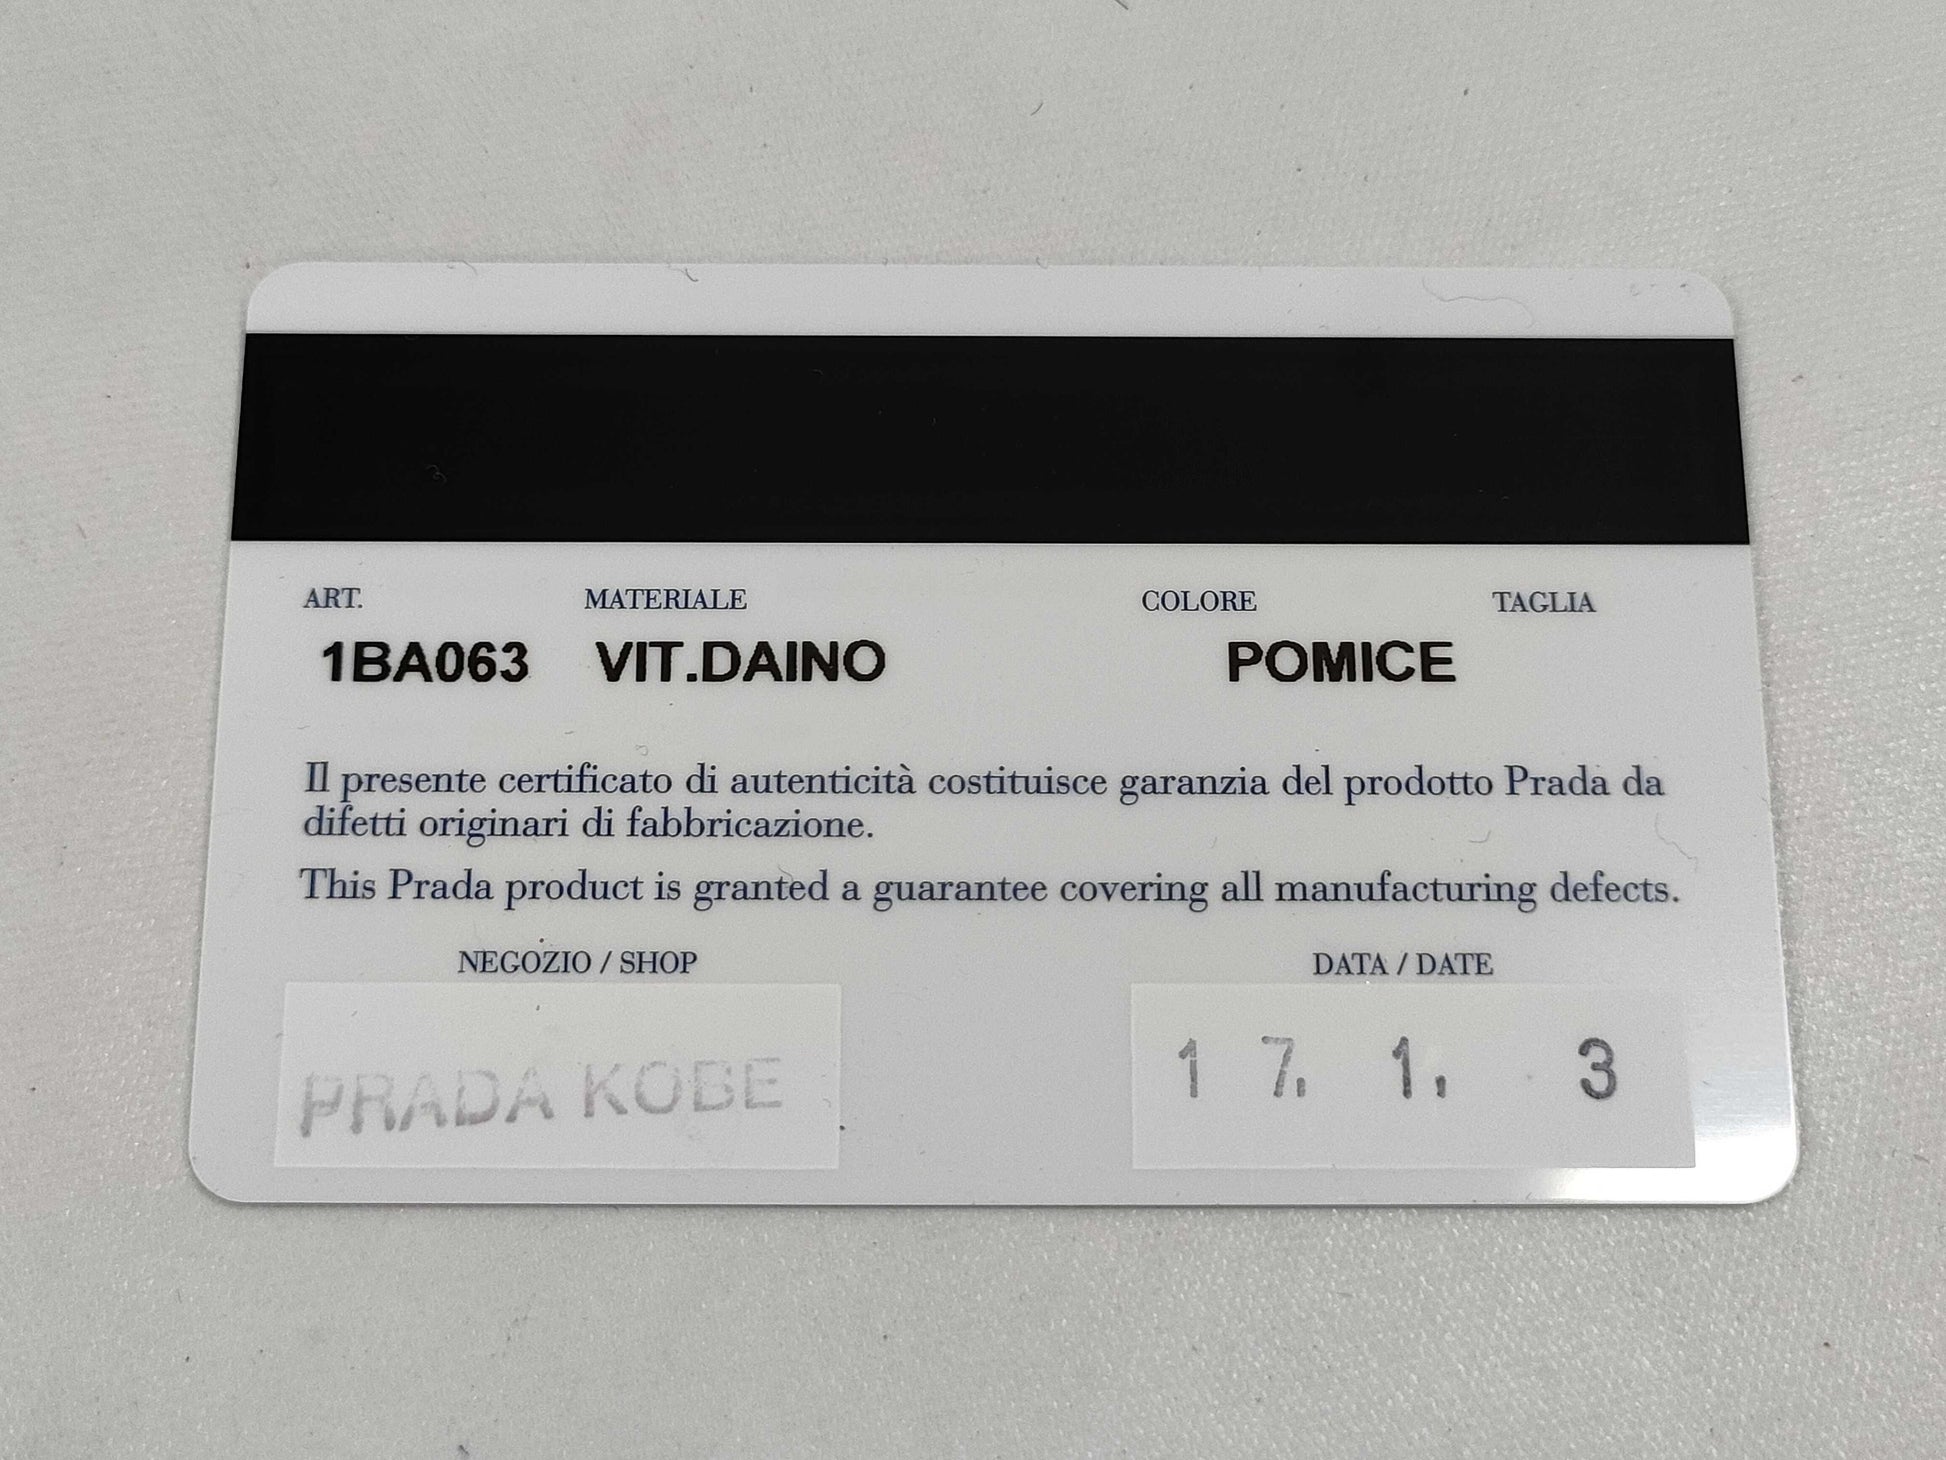 ART. MATERIALE COLORE TAGLIA
1BA063 VIT.DAINO POMICE
Il presente certificato di autenticità costituisce garanzia del prodotto Prada da
difetti originari di fabbricazione.
This Prada product is granted a guarantee covering all manufacturing defects.
NEGOZIO / SHOP DATA / DATE
PRADA KOBE 1 7. 1. 3